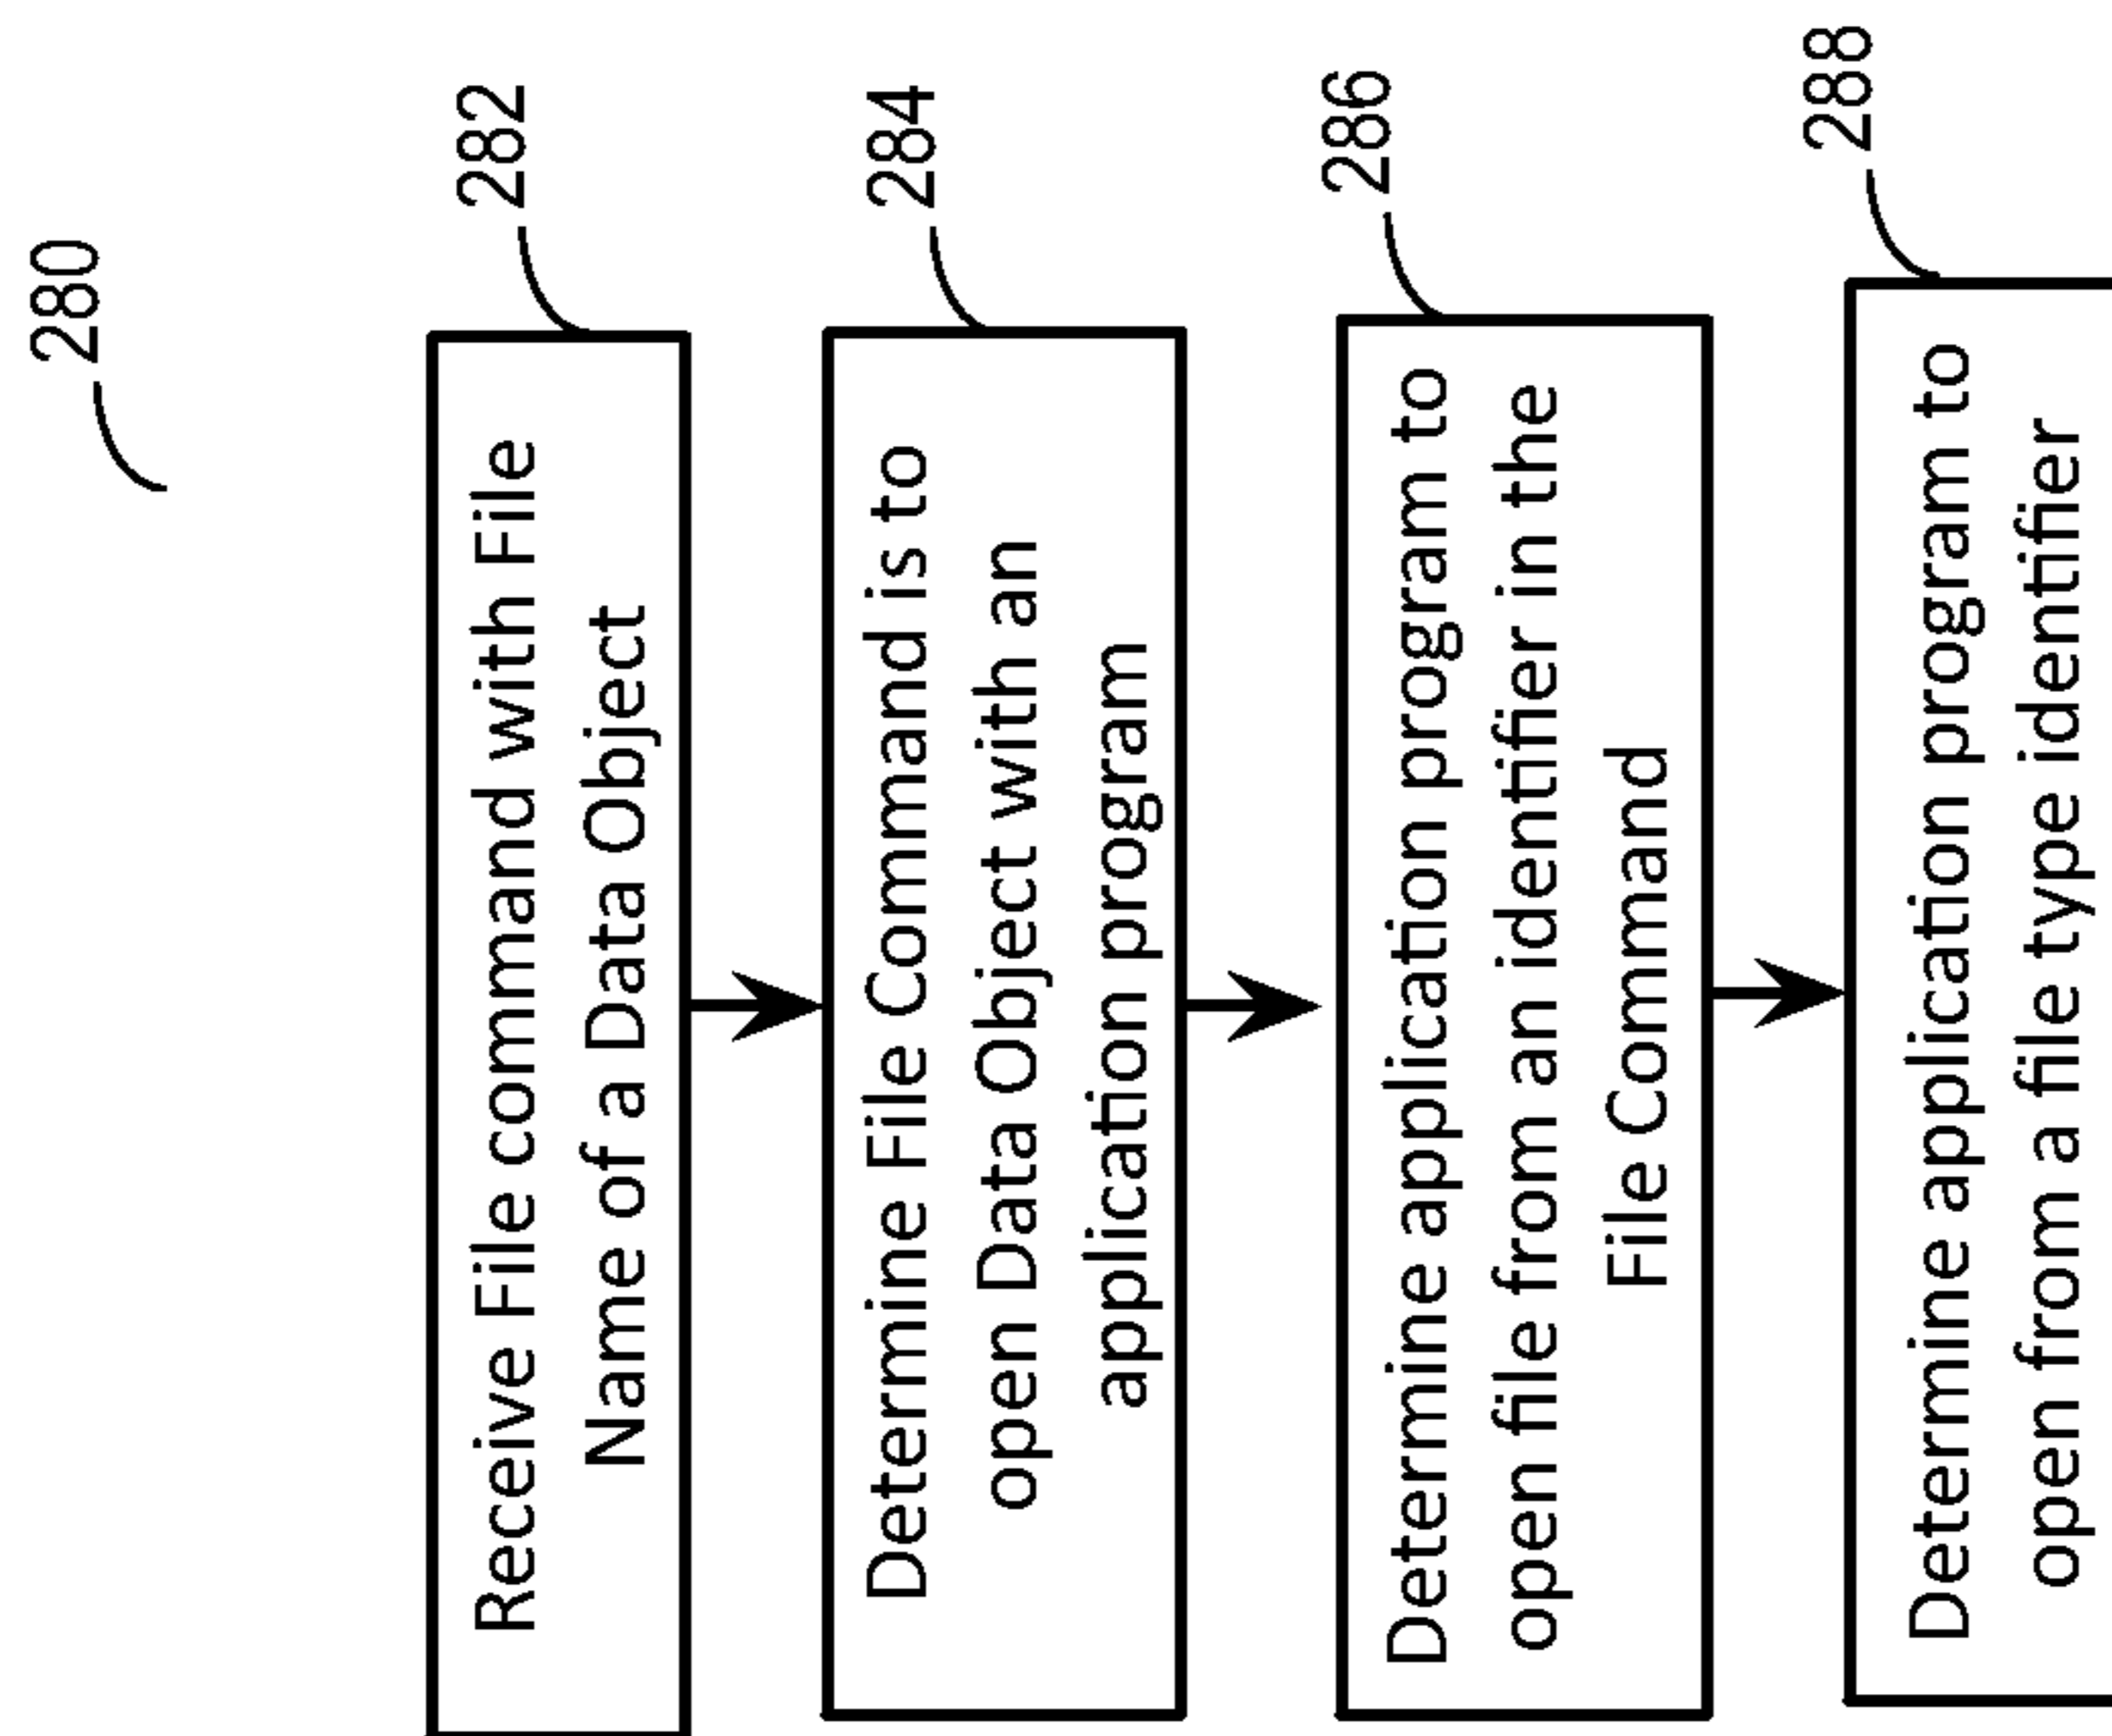 280
282
Receive File command with File
Name of a Data Object
284
Determine File Command is to
open Data Object with an
application program
286
Determine application program to
open file from an identifier in the
File Command
288
Determine application program to
open from a file type identifier